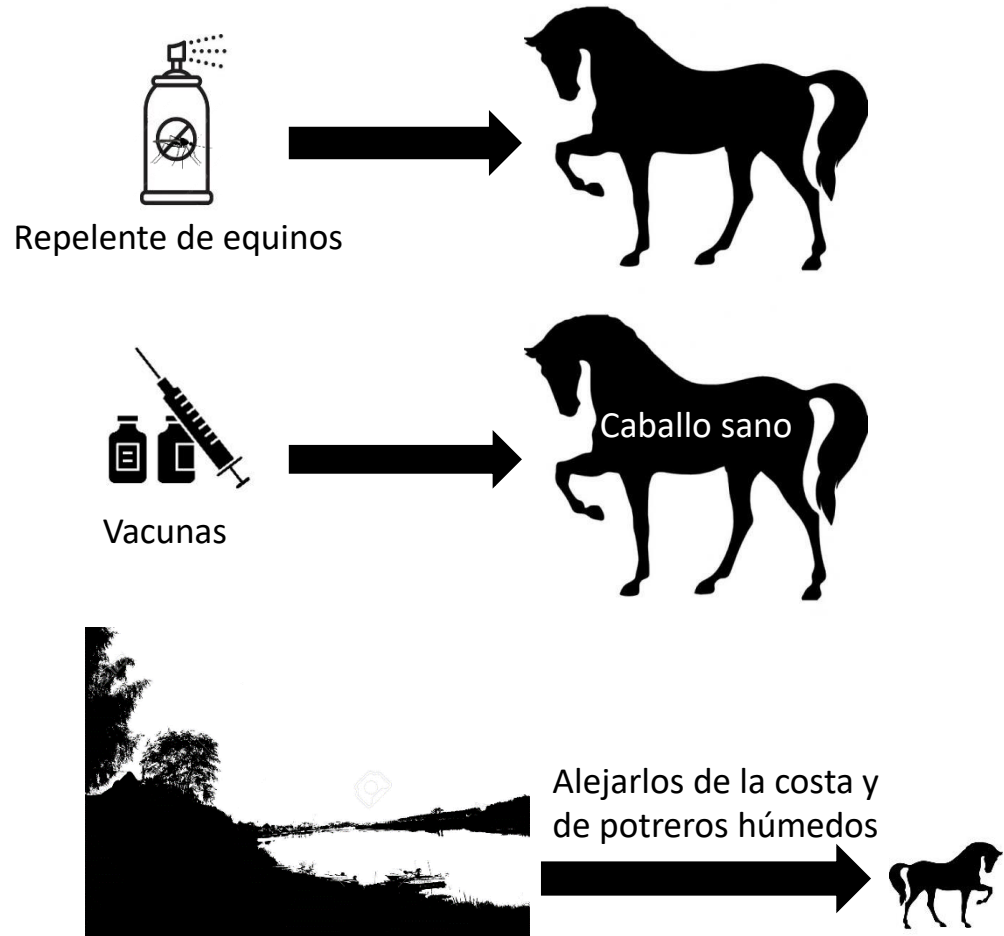 Repelente de equinos
Caballo sano
Vacunas
Alejarlos de la costa y
de potreros húmedos